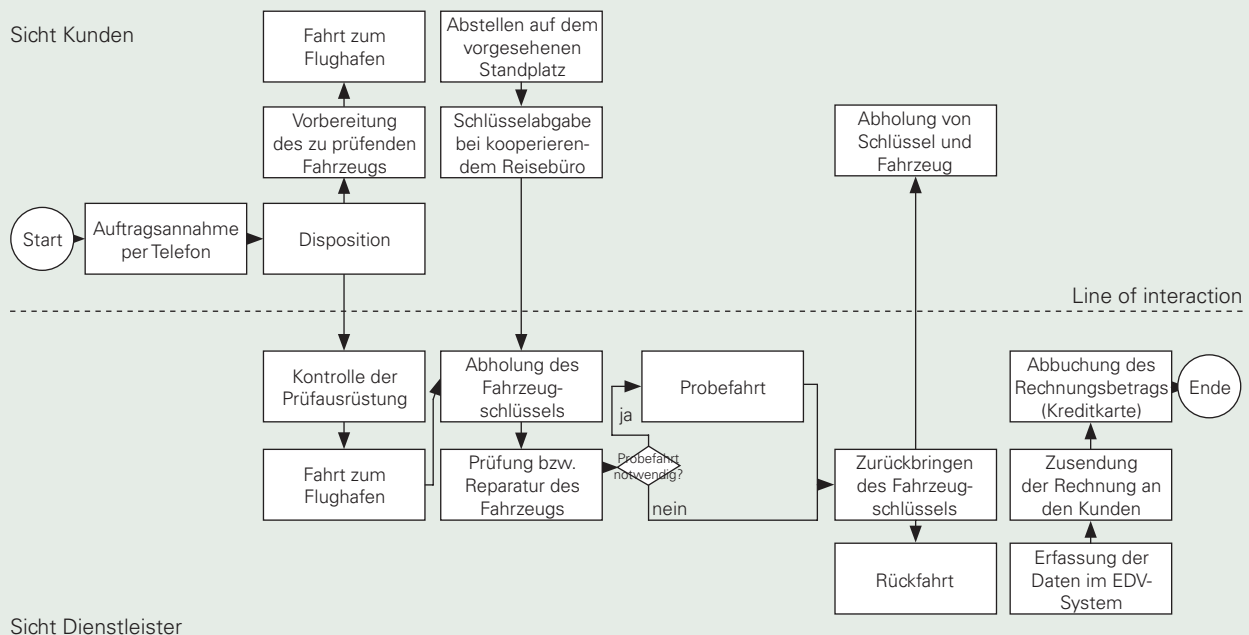 Sicht Kunden
Fahrt zum
Flughafen
Abstellen auf dem
vorgesehenen
Standplatz
Vorbereitung
des zu prüfenden
Fahrzeugs
Schlüsselabgabe
bei kooperieren-
dem Reisebüro
Abholung von
Schlüssel und
Fahrzeug
Start
Auftragsannahme
per Telefon
Disposition
Line of interaction
Kontrolle der
Prüfausrüstung
Abholung des
Fahrzeug-
schlüssels
ja
Probefahrt
Abbuchung des
Rechnungsbetrags
(Kreditkarte)
Ende
Fahrt zum
Flughafen
Prüfung bzw.
Reparatur des
Fahrzeugs
Probefahrt
notwendig?
nein
Zurückbringen
des Fahrzeug-
schlüssels
Zusendung
der Rechnung an
den Kunden
Rückfahrt
Erfassung der
Daten im EDV-
System
Sicht Dienstleister